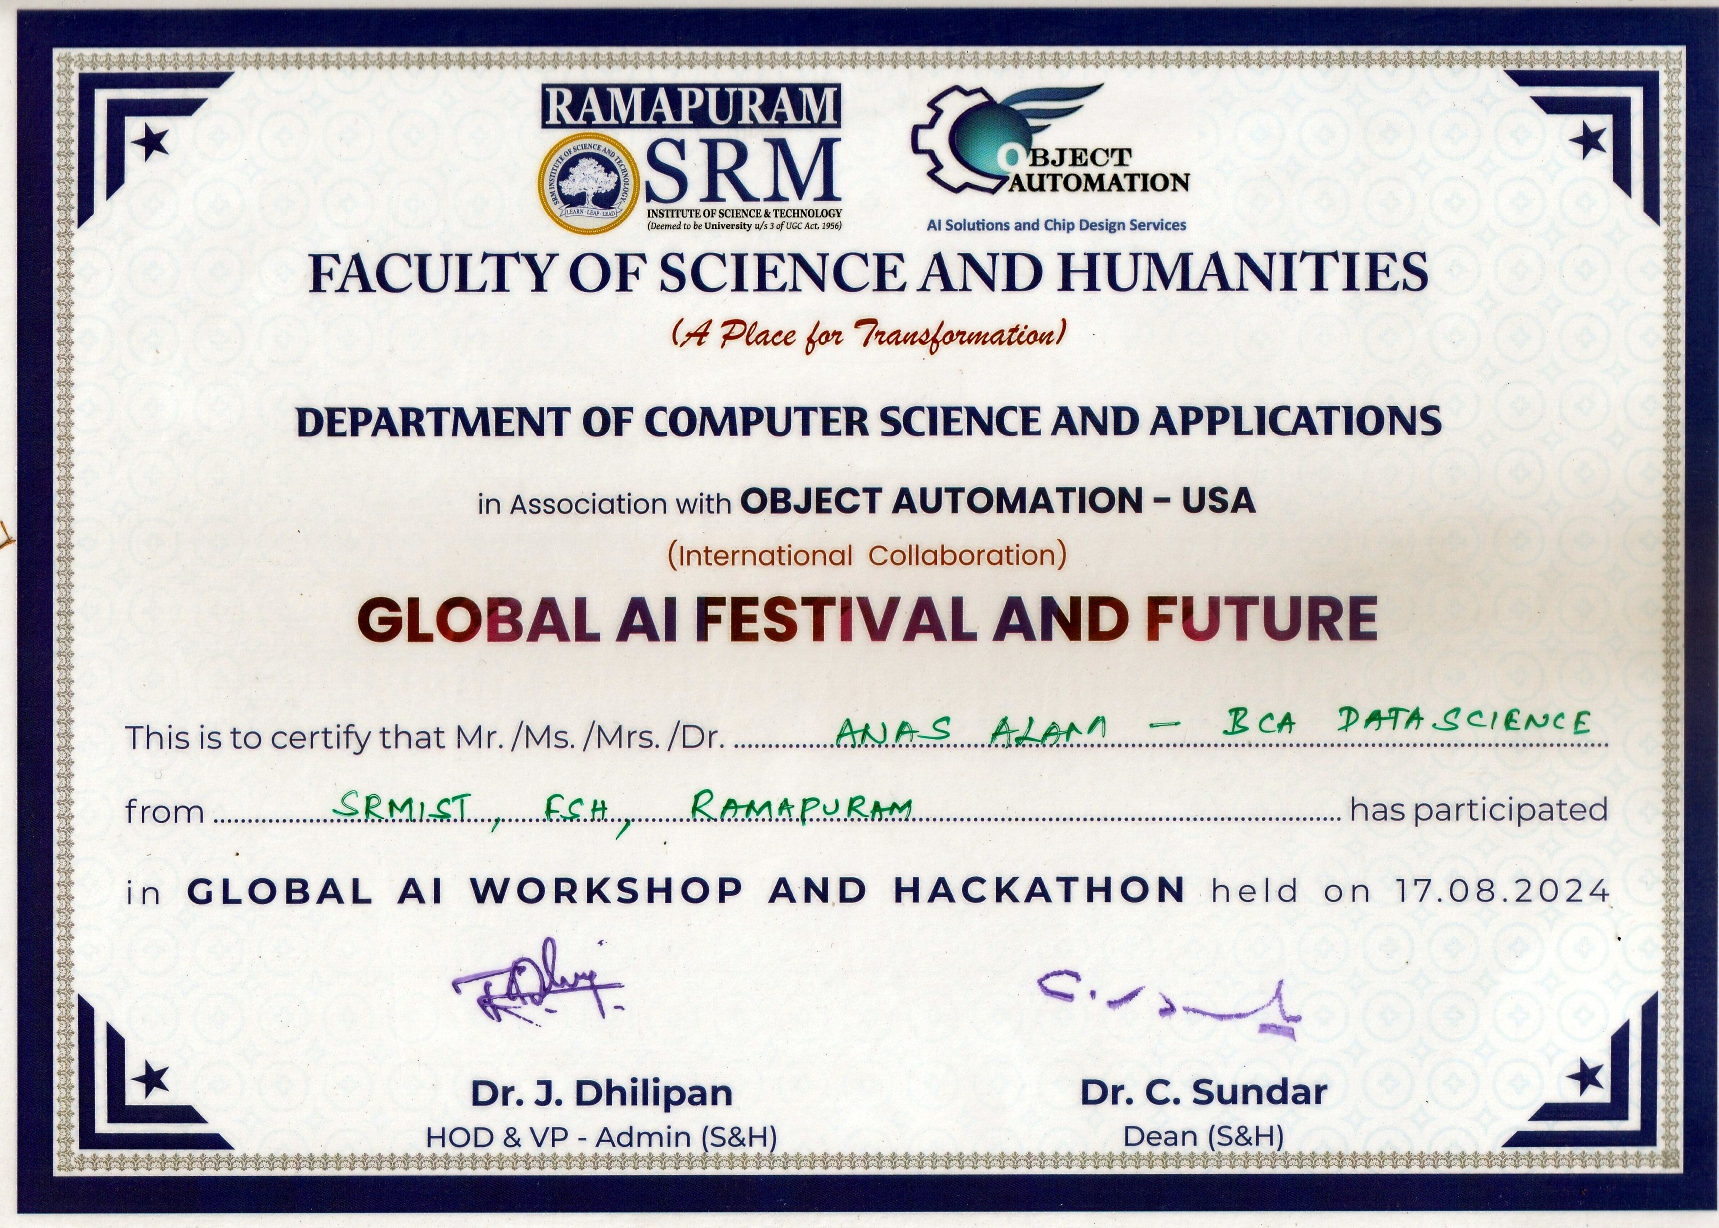 RAMAPURAM
SRM
INSTITUTE OF SCIENCE & TECHNOLOGY
(Deemed to be University u/s 3 of UGC Act, 1956)
SRM INSTITUTE OF SCIENCE AND TECHNOLOGY
LEARN · LEAP · LEAD
OBJECT
AUTOMATION
AI Solutions and Chip Design Services
FACULTY OF SCIENCE AND HUMANITIES
(A Place for Transformation)
DEPARTMENT OF COMPUTER SCIENCE AND APPLICATIONS
in Association with OBJECT AUTOMATION – USA
(International Collaboration)
GLOBAL AI FESTIVAL AND FUTURE
This is to certify that Mr. /Ms. /Mrs. /Dr. ANAS ALAM – BCA DATA SCIENCE
from SRMIST, FSH, RAMAPURAM has participated
in GLOBAL AI WORKSHOP AND HACKATHON held on 17.08.2024
Dr. J. Dhilipan
HOD & VP - Admin (S&H)
C. Sund
Dr. C. Sundar
Dean (S&H)